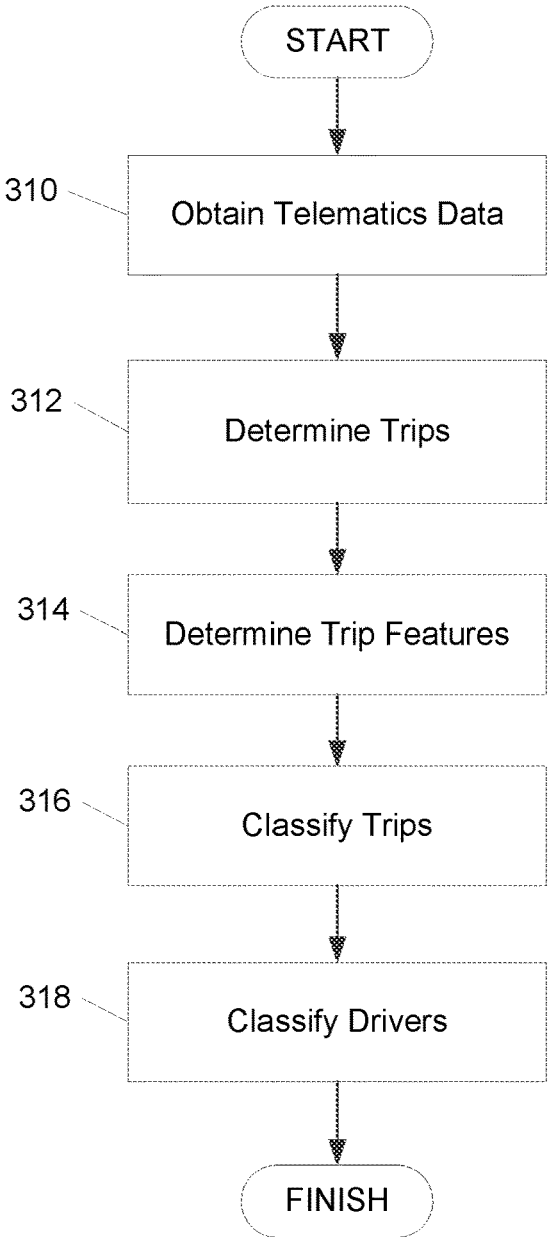 START
310
Obtain Telematics Data
312
Determine Trips
314
Determine Trip Features
316
Classify Trips
318
Classify Drivers
FINISH